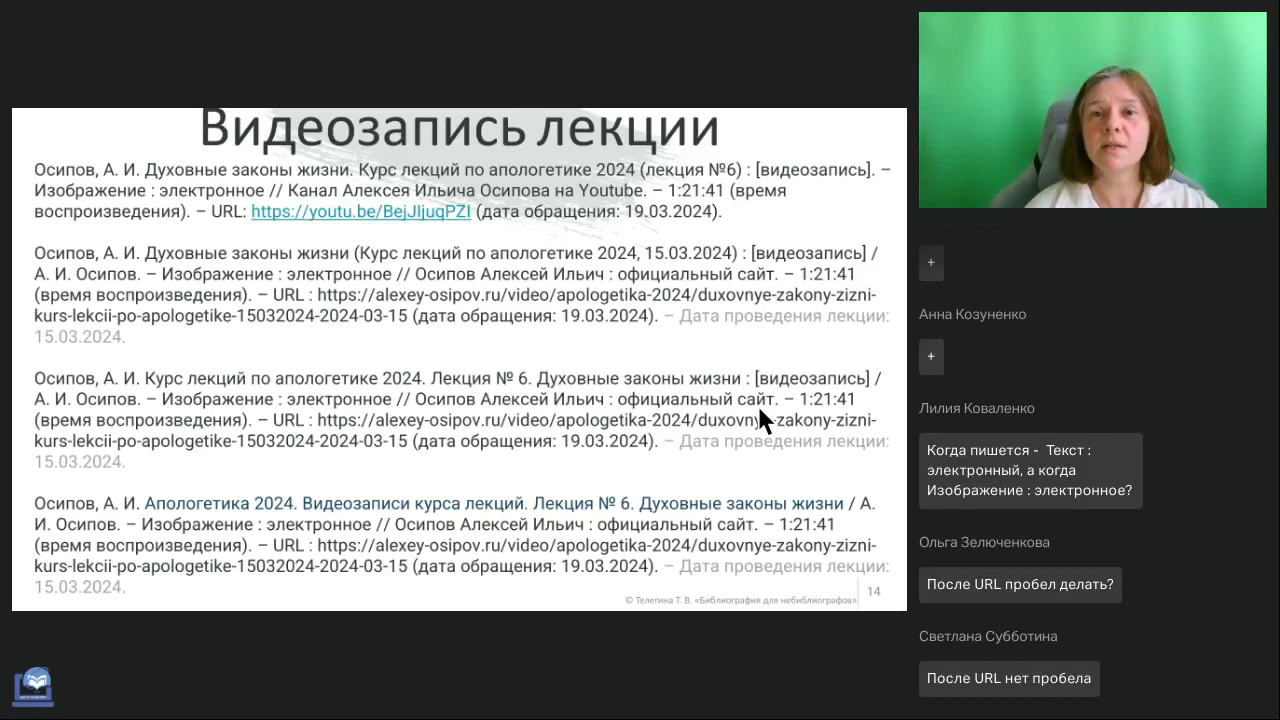 Видеозапись лекции
Осипов, А. И. Духовные законы жизни. Курс лекций по апологетике 2024 (лекция №6) : [видеозапись]. –
Изображение : электронное // Канал Алексея Ильича Осипова на Youtube. – 1:21:41 (время
воспроизведения). – URL: https://youtu.be/BejJIjuqPZI (дата обращения: 19.03.2024).
Осипов, А. И. Духовные законы жизни (Курс лекций по апологетике 2024, 15.03.2024) : [видеозапись] /
А. И. Осипов. – Изображение : электронное // Осипов Алексей Ильич : официальный сайт. – 1:21:41
(время воспроизведения). – URL : https://alexey-osipov.ru/video/apologetika-2024/duxovnye-zakony-zizni-
kurs-lekcii-po-apologetike-15032024-2024-03-15 (дата обращения: 19.03.2024). – Дата проведения лекции:
15.03.2024.
Осипов, А. И. Курс лекций по апологетике 2024. Лекция № 6. Духовные законы жизни : [видеозапись] /
А. И. Осипов. – Изображение : электронное // Осипов Алексей Ильич : официальный сайт. – 1:21:41
(время воспроизведения). – URL : https://alexey-osipov.ru/video/apologetika-2024/duxovnye-zakony-zizni-
kurs-lekcii-po-apologetike-15032024-2024-03-15 (дата обращения: 19.03.2024). – Дата проведения лекции:
15.03.2024.
Осипов, А. И. Апологетика 2024. Видеозаписи курса лекций. Лекция № 6. Духовные законы жизни / А.
И. Осипов. – Изображение : электронное // Осипов Алексей Ильич : официальный сайт. – 1:21:41
(время воспроизведения). – URL : https://alexey-osipov.ru/video/apologetika-2024/duxovnye-zakony-zizni-
kurs-lekcii-po-apologetike-15032024-2024-03-15 (дата обращения: 19.03.2024). – Дата проведения лекции:
15.03.2024.
© Телегина Т. В. «Библиография для небиблиографов»
14
+
Анна Козуненко
+
Лилия Коваленко
Когда пишется - Текст :
электронный, а когда
Изображение : электронное?
Ольга Зелюченкова
После URL пробел делать?
Светлана Субботина
После URL нет пробела